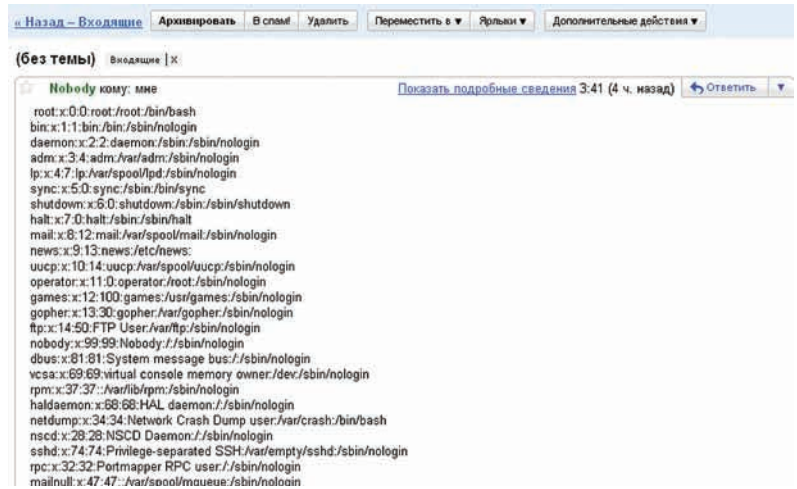 « Назад – Входящие Архивировать В спам! Удалить Переместить в ▼ Ярлыки ▼ Дополнительные действия ▼
(без темы) Входящие | x
Nobody кому: мне Показать подробные сведения 3:41 (4 ч. назад) Ответить ▼
root:x:0:0:root:/root:/bin/bash
bin:x:1:1:bin:/bin:/sbin/nologin
daemon:x:2:2:daemon:/sbin:/sbin/nologin
adm:x:3:4:adm:/var/adm:/sbin/nologin
lp:x:4:7:lp:/var/spool/lpd:/sbin/nologin
sync:x:5:0:sync:/sbin:/bin/sync
shutdown:x:6:0:shutdown:/sbin:/sbin/shutdown
halt:x:7:0:halt:/sbin:/sbin/halt
mail:x:8:12:mail:/var/spool/mail:/sbin/nologin
news:x:9:13:news:/etc/news:
uucp:x:10:14:uucp:/var/spool/uucp:/sbin/nologin
operator:x:11:0:operator:/root:/sbin/nologin
games:x:12:100:games:/usr/games:/sbin/nologin
gopher:x:13:30:gopher:/var/gopher:/sbin/nologin
ftp:x:14:50:FTP User:/var/ftp:/sbin/nologin
nobody:x:99:99:Nobody:/:/sbin/nologin
dbus:x:81:81:System message bus:/:/sbin/nologin
vcsa:x:69:69:virtual console memory owner:/dev:/sbin/nologin
rpm:x:37:37::/var/lib/rpm:/sbin/nologin
haldaemon:x:68:68:HAL daemon:/:/sbin/nologin
netdump:x:34:34:Network Crash Dump user:/var/crash:/bin/bash
nscd:x:28:28:NSCD Daemon:/:/sbin/nologin
sshd:x:74:74:Privilege-separated SSH:/var/empty/sshd:/sbin/nologin
rpc:x:32:32:Portmapper RPC user:/:/sbin/nologin
mailnull:x:47:47::/var/spool/mqueue:/sbin/nologin